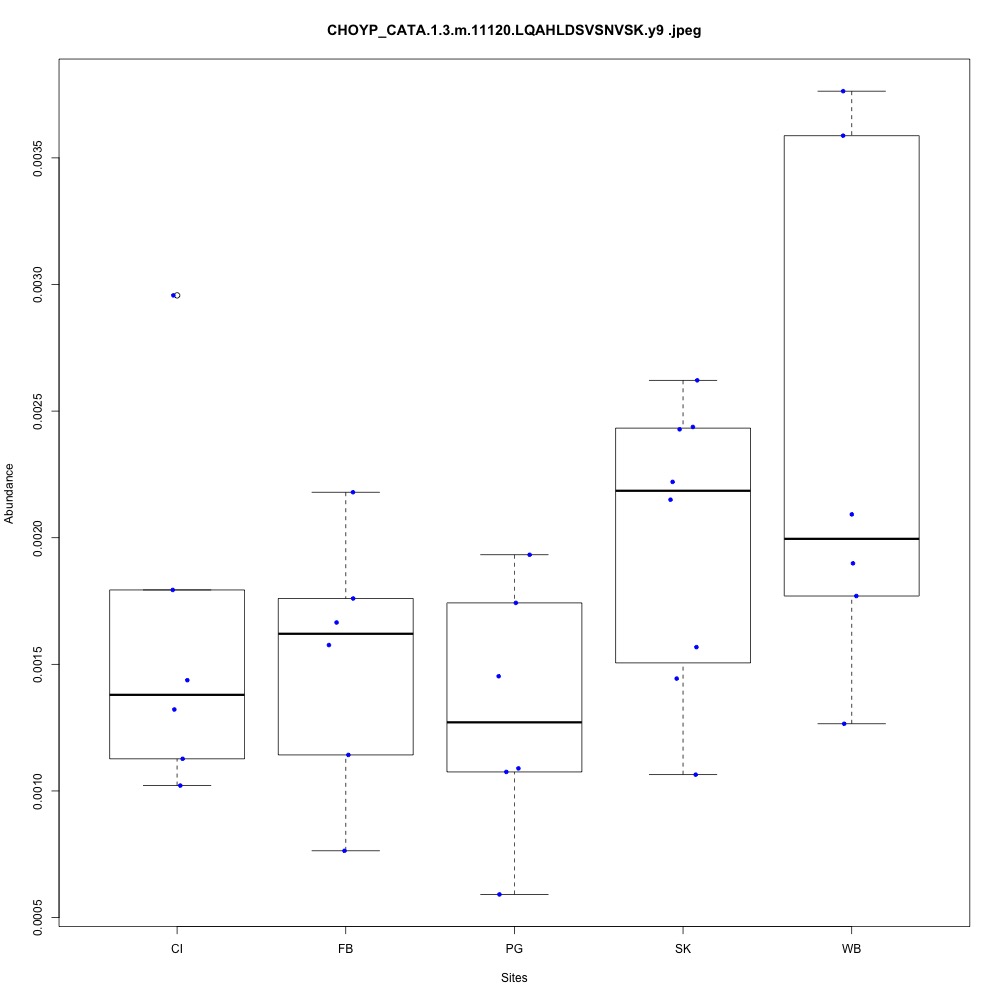 CHOYP_CATA.1.3.m.11120.LQAHLDSVSNVSK.y9 .jpeg
Abundance
0.0035
0.0030
0.0025
0.0020
0.0015
0.0010
0.0005
CI FB PG SK WB
Sites